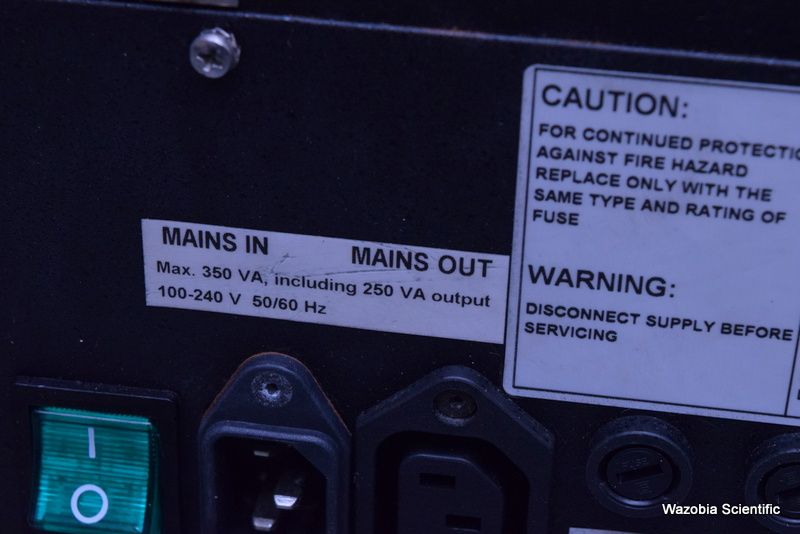 CAUTION:
FOR CONTINUED PROTECTIO
AGAINST FIRE HAZARD
REPLACE ONLY WITH THE
SAME TYPE AND RATING OF
FUSE
WARNING:
DISCONNECT SUPPLY BEFORE
SERVICING
MAINS IN MAINS OUT
Max. 350 VA, including 250 VA output
100-240 V 50/60 Hz
I
O
Wazobia Scientific